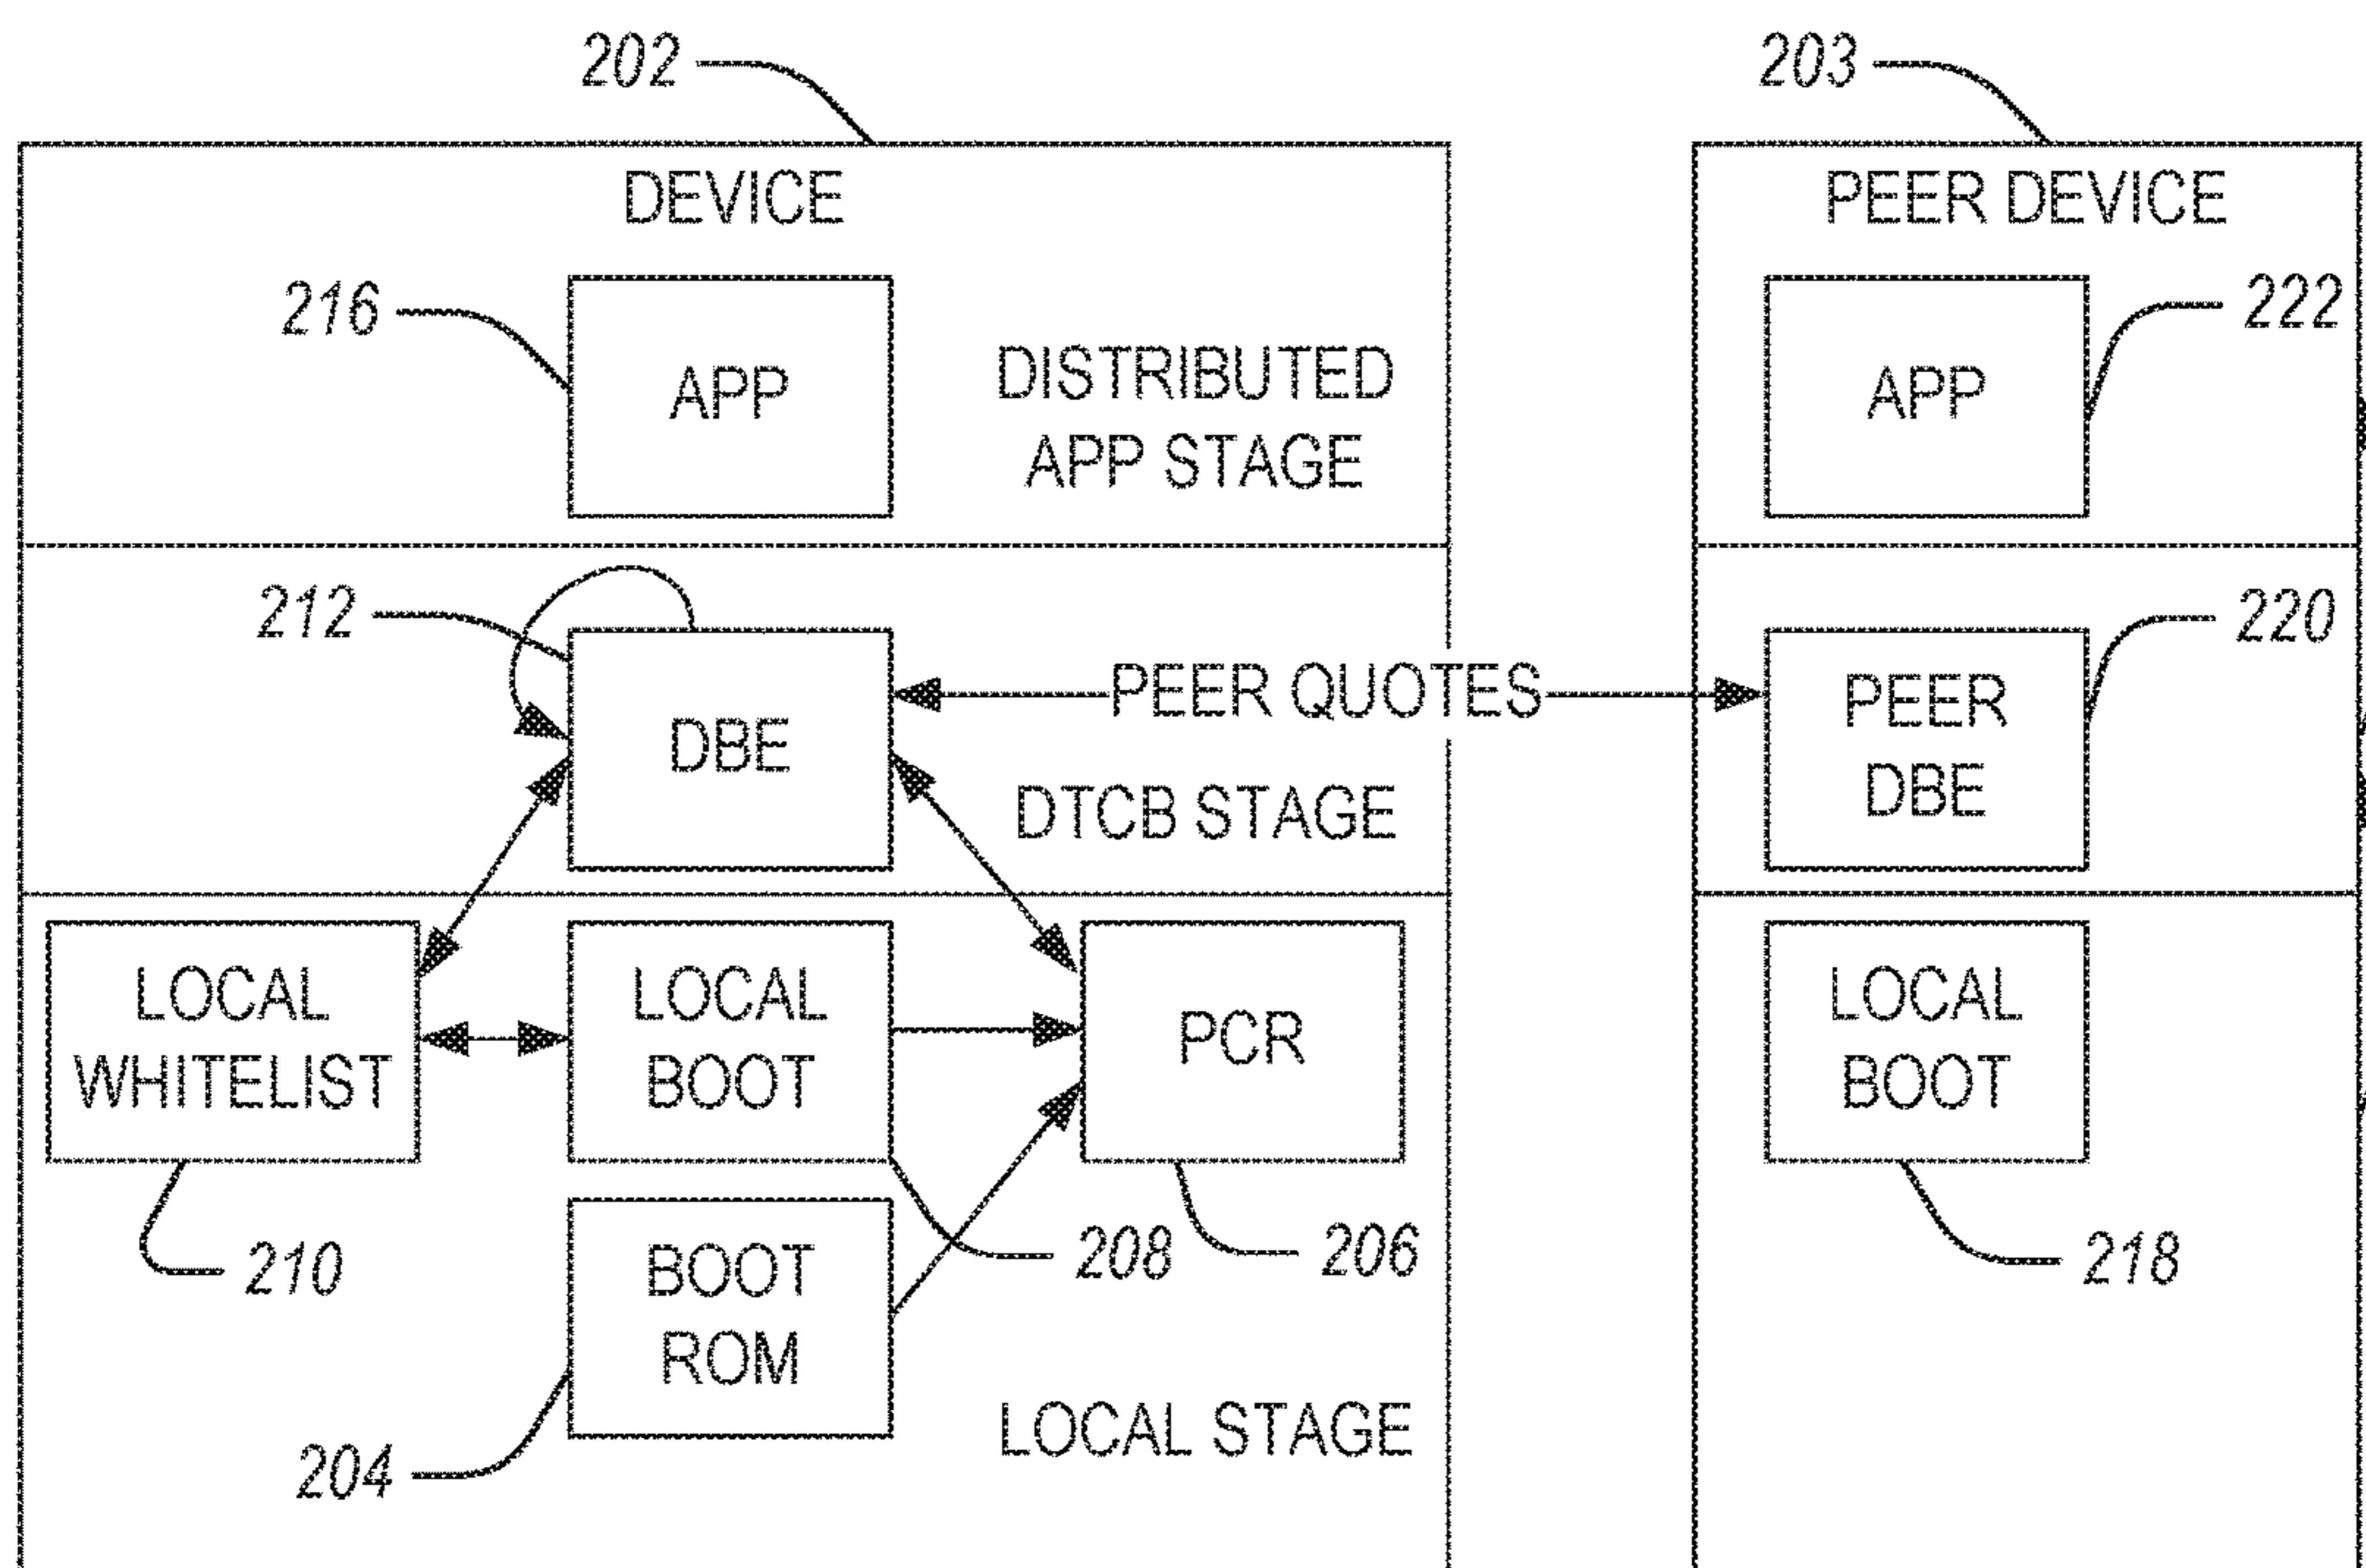 202
203
DEVICE
PEER DEVICE
216
APP
DISTRIBUTED
APP STAGE
APP
222
212
DBE
PEER QUOTES
DTCB STAGE
PEER
DBE
220
LOCAL
WHITELIST
LOCAL
BOOT
PCR
LOCAL
BOOT
210
BOOT
ROM
208
206
218
204
LOCAL STAGE